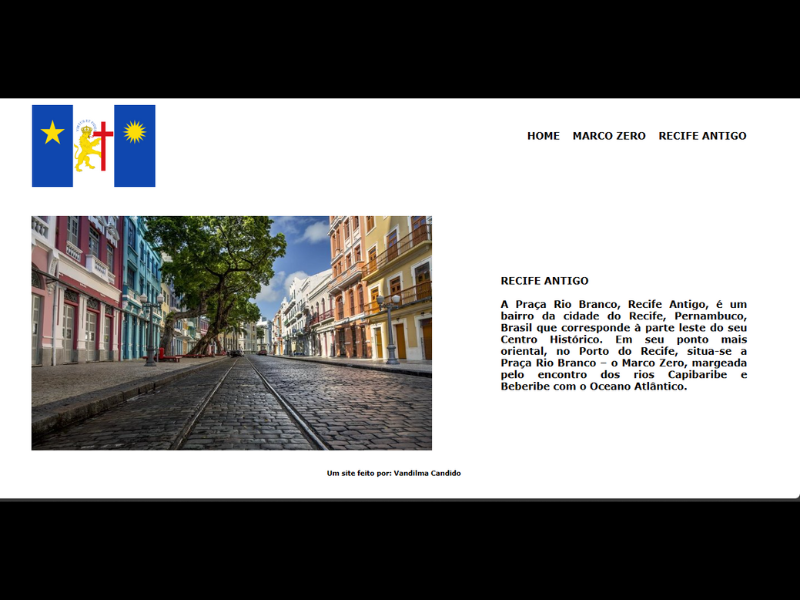 HOME MARCO ZERO RECIFE ANTIGO
RECIFE ANTIGO
A Praça Rio Branco, Recife Antigo, é um
bairro da cidade do Recife, Pernambuco,
Brasil que corresponde à parte leste do seu
Centro Histórico. Em seu ponto mais
oriental, no Porto do Recife, situa-se a
Praça Rio Branco – o Marco Zero, margeada
pelo encontro dos rios Capibaribe e
Beberibe com o Oceano Atlântico.
Um site feito por: Vandilma Candido